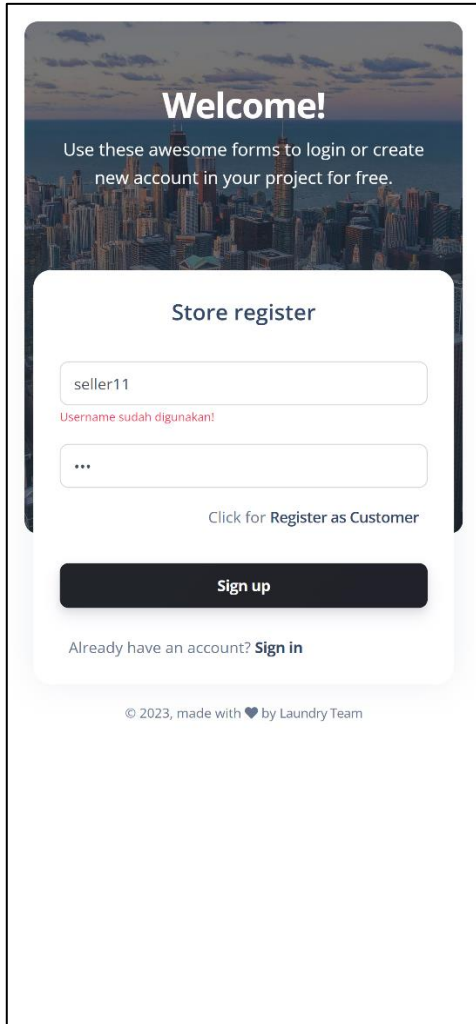 Welcome!
Use these awesome forms to login or create
new account in your project for free.
Store register
seller11
Username sudah digunakan!
•••
Click for Register as Customer
Sign up
Already have an account? Sign in
© 2023, made with ♥ by Laundry Team